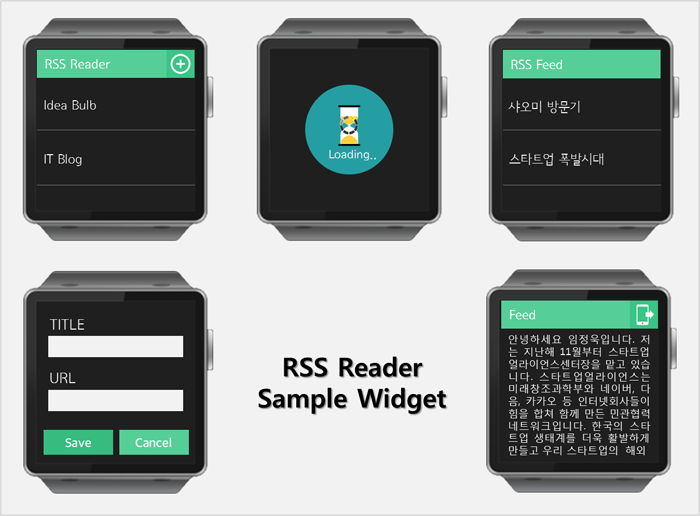 RSS Reader
Idea Bulb
IT Blog
Loading..
RSS Feed
샤오미 방문기
스타트업 폭발시대
TITLE
URL
Save
Cancel
RSS Reader
Sample Widget
Feed
안녕하세요 임정욱입니다. 저
는 지난해 11월부터 스타트업
얼라이언스센터장을 맡고 있습
니다. 스타트업얼라이언스는
미래창조과학부와 네이버, 다
음, 카카오 등 인터넷회사들이
힘을 합쳐 함께 만든 민관협력
네트워크입니다. 한국의 스타
트업 생태계를 더욱 활발하게
만들고 우리 스타트업의 해외